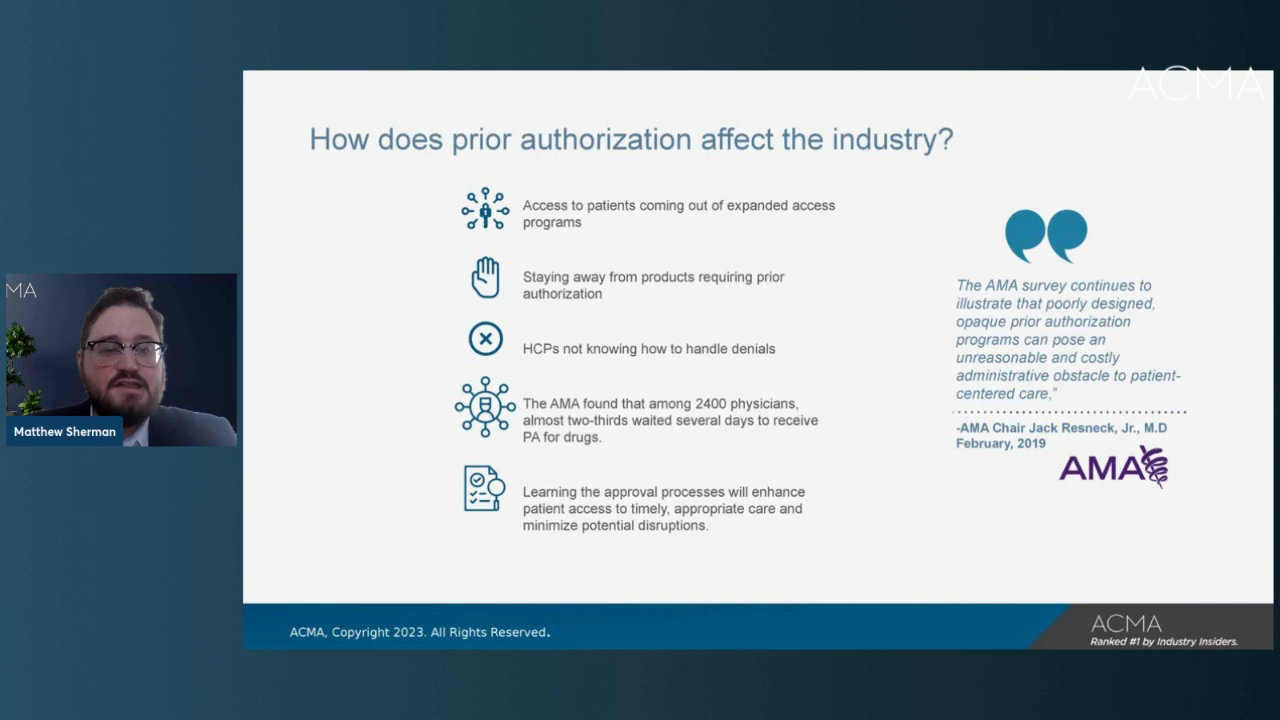 ACMA
How does prior authorization affect the industry?
Access to patients coming out of expanded access
programs
Staying away from products requiring prior
authorization
HCPs not knowing how to handle denials
The AMA found that among 2400 physicians,
almost two-thirds waited several days to receive
PA for drugs.
Learning the approval processes will enhance
patient access to timely, appropriate care and
minimize potential disruptions.
The AMA survey continues to
illustrate that poorly designed,
opaque prior authorization
programs can pose an
unreasonable and costly
administrative obstacle to patient-
centered care,"
-AMA Chair Jack Resneck, Jr., M.D
February, 2019
AMA
MA
Matthew Sherman
ACMA, Copyright 2023. All Rights Reserved.
ACMA
Ranked #1 by Industry Insiders.